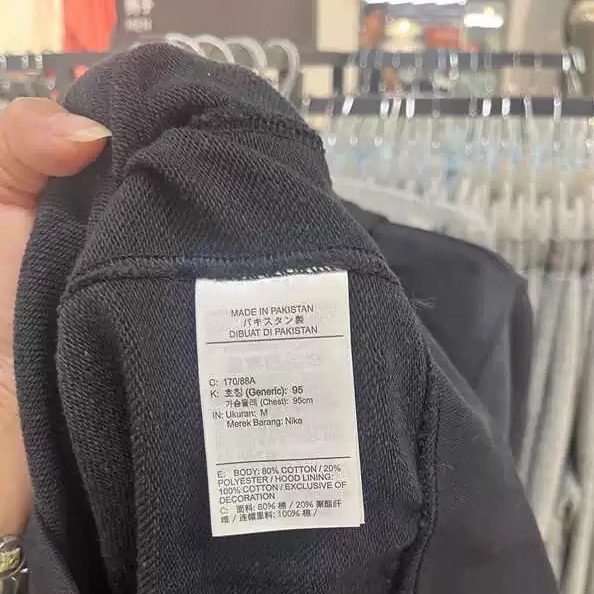 MADE IN PAKISTAN
パキスタン製
DIBUAT DI PAKISTAN
C: 170/88A
K: 호칭 (Generic): 95
가슴둘레 (Chest): 95cm
IN: Ukuran: M
Merek Barang: Nike
E: BODY: 80% COTTON / 20%
POLYESTER / HOOD LINING:
100% COTTON / EXCLUSIVE OF
DECORATION
C: 面料: 80% 棉 / 20% 聚酯纤
维 / 连帽里料: 100% 棉 /